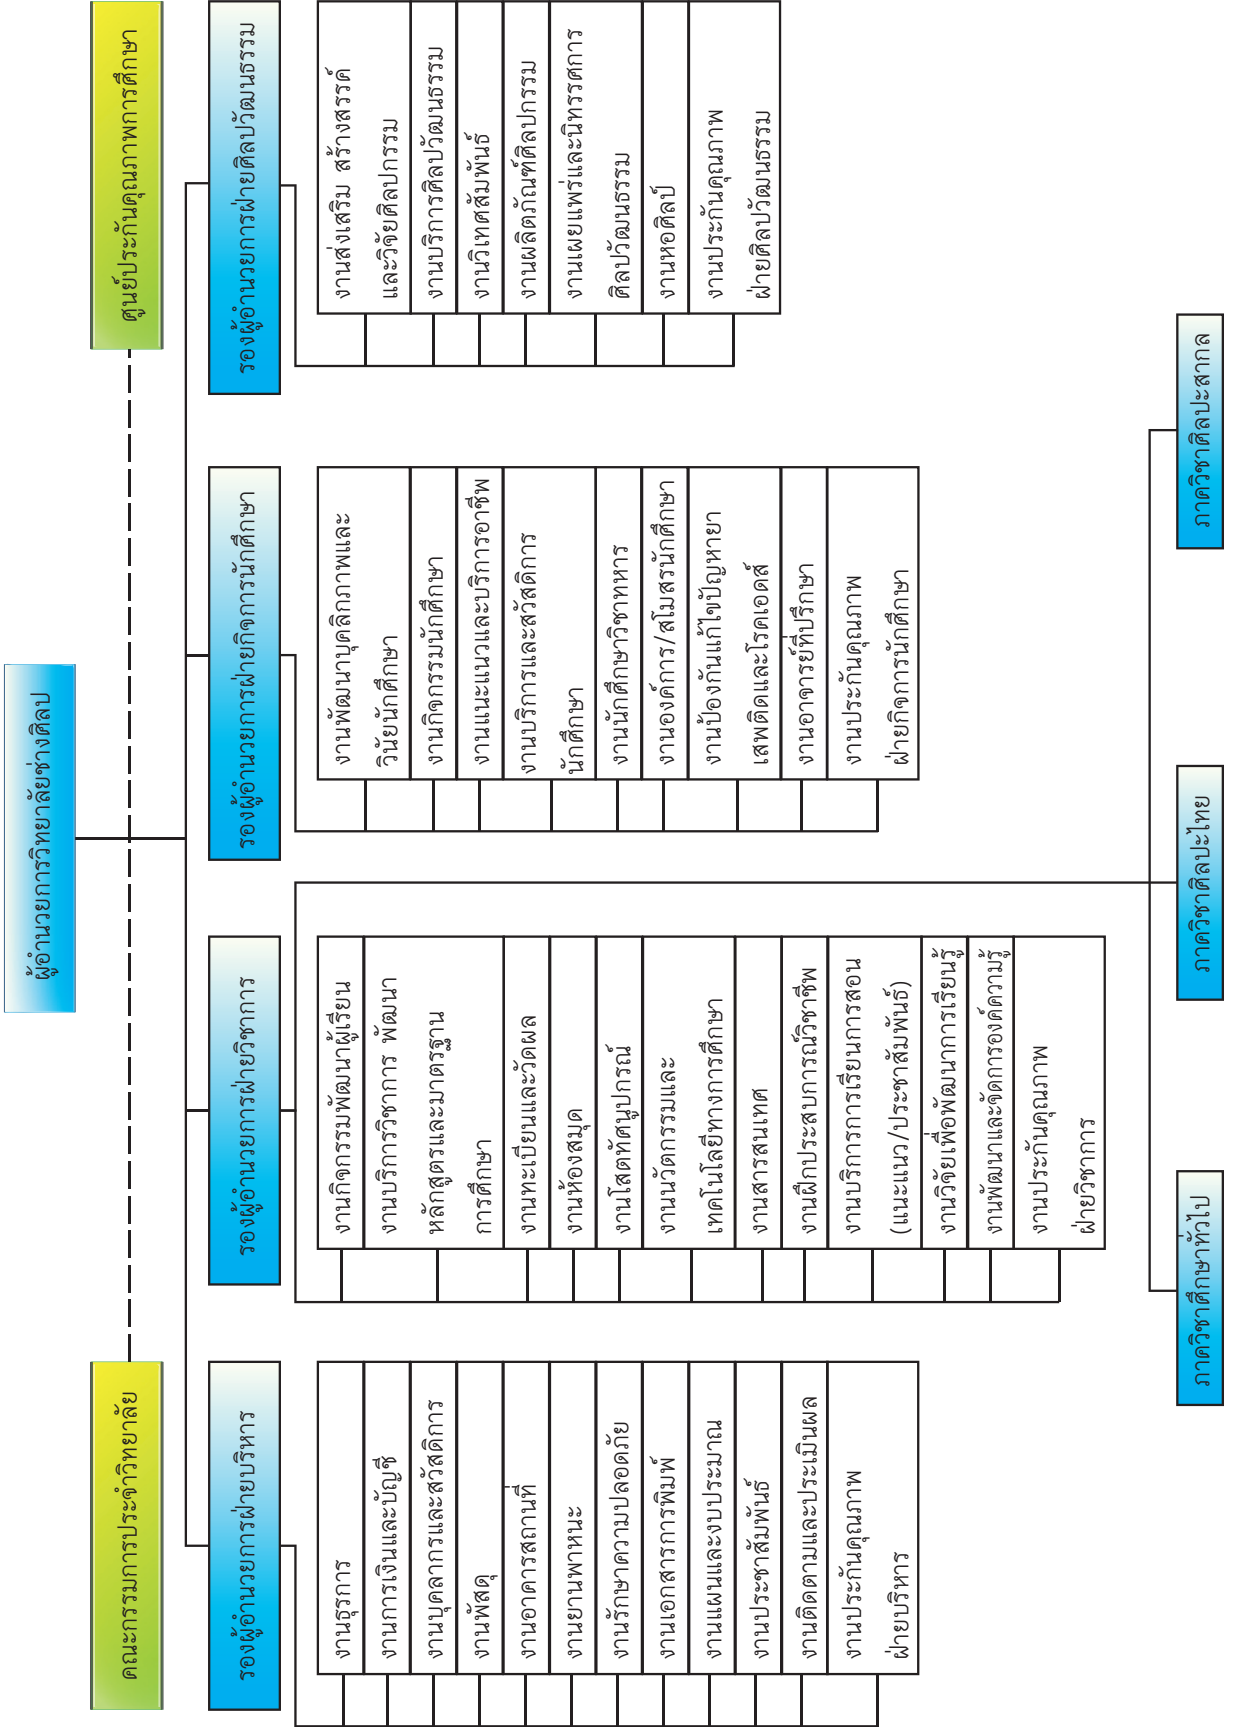 ผู้อำนวยการวิทยาลัยช่างศิลป
คณะกรรมการประจำวิทยาลัย
ศูนย์ประกันคุณภาพการศึกษา
รองผู้อำนวยการฝ่ายบริหาร
งานธุรการ
งานการเงินและบัญชี
งานบุคลากรและสวัสดิการ
งานพัสดุ
งานอาคารสถานที่
งานยานพาหนะ
งานรักษาความปลอดภัย
งานเอกสารการพิมพ์
งานแผนและงบประมาณ
งานประชาสัมพันธ์
งานติดตามและประเมินผล
งานประกันคุณภาพ
ฝ่ายบริหาร
รองผู้อำนวยการฝ่ายวิชาการ
งานกิจกรรมพัฒนาผู้เรียน
งานบริการวิชาการ พัฒนา
หลักสูตรและมาตรฐาน
การศึกษา
งานทะเบียนและวัดผล
งานห้องสมุด
งานโสตทัศนูปกรณ์
งานนวัตกรรมและ
เทคโนโลยีทางการศึกษา
งานสารสนเทศ
งานฝึกประสบการณ์วิชาชีพ
งานบริการการเรียนการสอน
(แนะแนว/ประชาสัมพันธ์)
งานวิจัยเพื่อพัฒนาการเรียนรู้
งานพัฒนาและจัดการองค์ความรู้
งานประกันคุณภาพ
ฝ่ายวิชาการ
รองผู้อำนวยการฝ่ายกิจการนักศึกษา
งานพัฒนาบุคลิกภาพและ
วินัยนักศึกษา
งานกิจกรรมนักศึกษา
งานแนะแนวและบริการอาชีพ
งานบริการและสวัสดิการ
นักศึกษา
งานนักศึกษาวิชาทหาร
งานองค์การ/สโมสรนักศึกษา
งานป้องกันแก้ไขปัญหายา
เสพติดและโรคเอดส์
งานอาจารย์ที่ปรึกษา
งานประกันคุณภาพ
ฝ่ายกิจการนักศึกษา
รองผู้อำนวยการฝ่ายศิลปวัฒนธรรม
งานส่งเสริม สร้างสรรค์
และวิจัยศิลปกรรม
งานบริการศิลปวัฒนธรรม
งานวิเทศสัมพันธ์
งานผลิตภัณฑ์ศิลปกรรม
งานเผยแพร่และนิทรรศการ
ศิลปวัฒนธรรม
งานหอศิลป์
งานประกันคุณภาพ
ฝ่ายศิลปวัฒนธรรม
ภาควิชาศึกษาทั่วไป
ภาควิชาศิลปะไทย
ภาควิชาศิลปะสากล